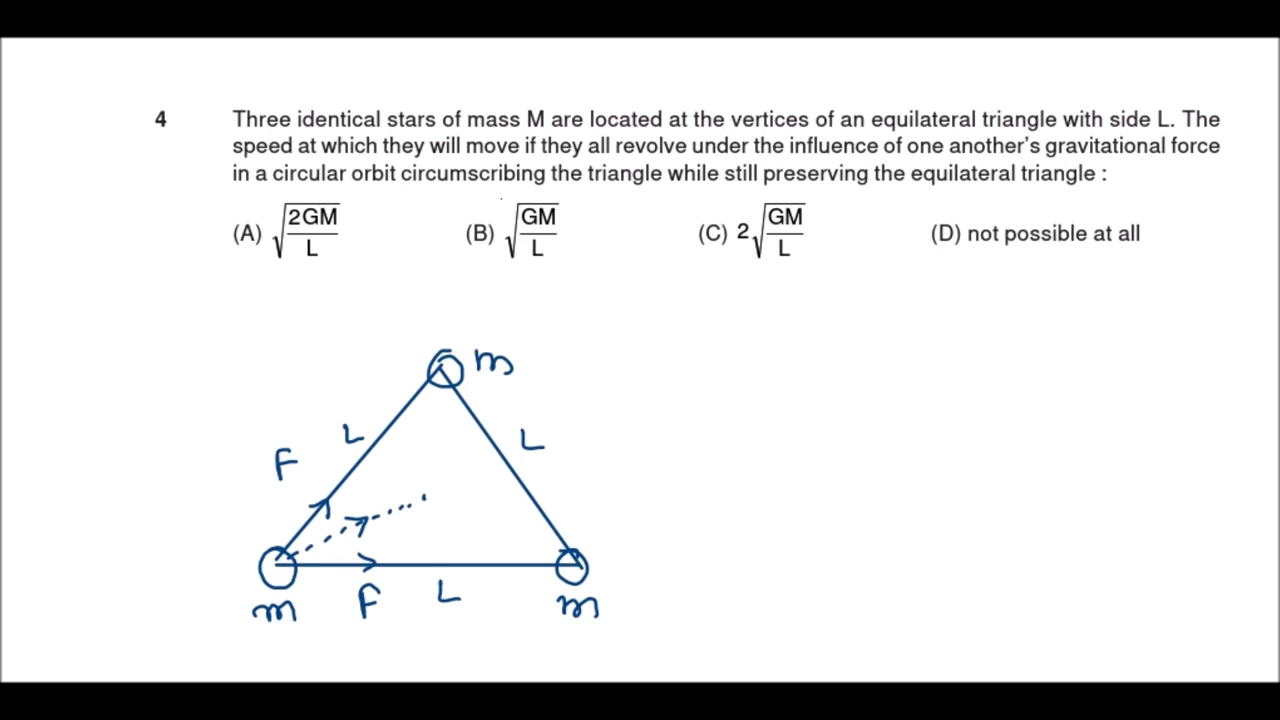 4 Three identical stars of mass M are located at the vertices of an equilateral triangle with side L. The
speed at which they will move if they all revolve under the influence of one another's gravitational force
in a circular orbit circumscribing the triangle while still preserving the equilateral triangle :
(A) √(2GM/L) (B) √(GM/L) (C) 2√(GM/L) (D) not possible at all
m
L L
F
m F L m